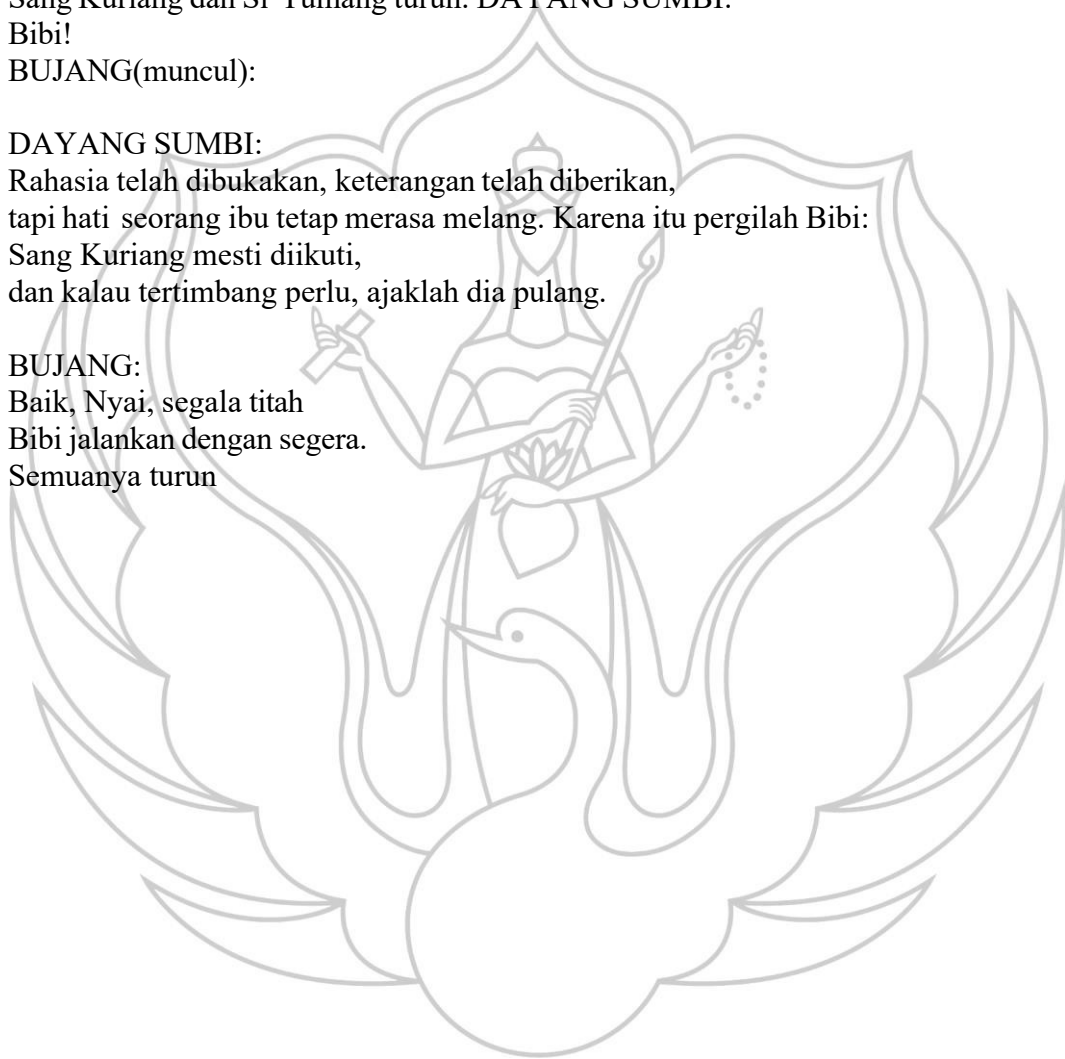 Sang Kuriang dan Si Tumang turun. DAYANG SUMBI:
Bibi!
BUJANG(muncul):
DAYANG SUMBI:
Rahasia telah dibukakan, keterangan telah diberikan,
tapi hati seorang ibu tetap merasa melang. Karena itu pergilah Bibi:
Sang Kuriang mesti diikuti,
dan kalau tertimbang perlu, ajaklah dia pulang.
BUJANG:
Baik, Nyai, segala titah
Bibi jalankan dengan segera.
Semuanya turun